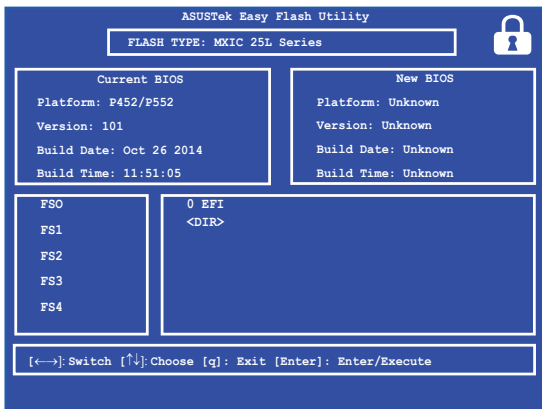 ASUSTek Easy Flash Utility
FLASH TYPE: MXIC 25L Series
Current BIOS
Platform: P452/P552
Version: 101
Build Date: Oct 26 2014
Build Time: 11:51:05
New BIOS
Platform: Unknown
Version: Unknown
Build Date: Unknown
Build Time: Unknown
FSO
FS1
FS2
FS3
FS4
0 EFI
<DIR>
[←→]: Switch [↑↓]: Choose [q]: Exit [Enter]: Enter/Execute